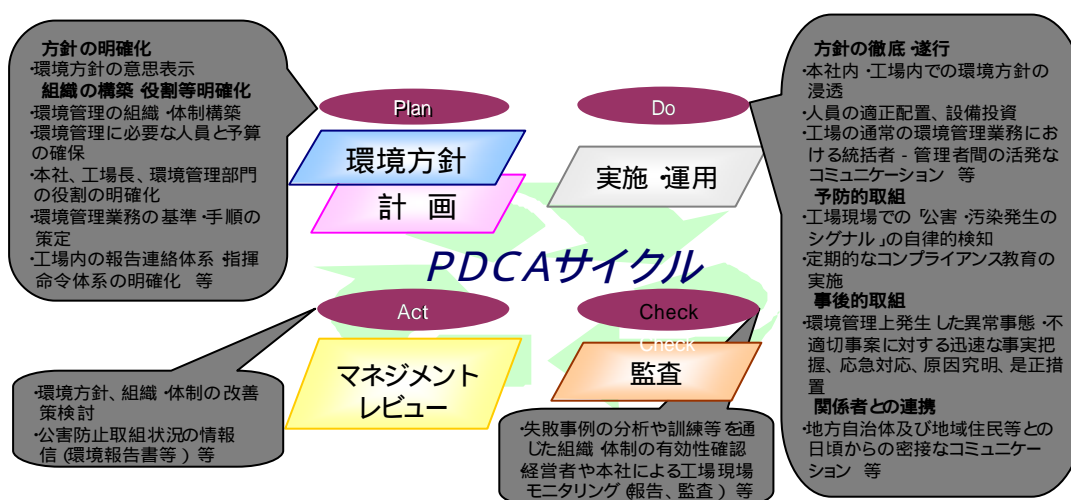 方針の明確化
・環境方針の意思表示
組織の構築・役割等明確化
・環境管理の組織・体制構築
・環境管理に必要な人員と予算
の確保
・本社、工場長、環境管理部門
の役割の明確化
・環境管理業務の基準・手順の
策定
・工場内の報告連絡体系・指揮
命令体系の明確化 等
Plan
環境方針
計 画
Do
実施・運用
方針の徹底・遂行
・本社内・工場内での環境方針の
浸透
・人員の適正配置、設備投資
・工場の通常の環境管理業務にお
ける統括者-管理者間の活発な
コミュニケーション 等
予防的取組
・工場現場での「公害・汚染発生の
シグナル」の自律的検知
・定期的なコンプライアンス教育の
実施
事後的取組
・環境管理上発生した異常事態・不
適切事案に対する迅速な事実把
握、応急対応、原因究明、是正措
置
関係者との連携
・地方自治体及び地域住民等との
日頃からの密接なコミュニケー
ション 等
PDCAサイクル
Act
マネジメント
レビュー
・環境方針、組織・体制の改善
策検討
・公害防止取組状況の情報
信(環境報告書等)等
Check
Check
監査
・失敗事例の分析や訓練等を通
じた組織・体制の有効性確認
・経営者や本社による工場現場
モニタリング(報告、監査)等